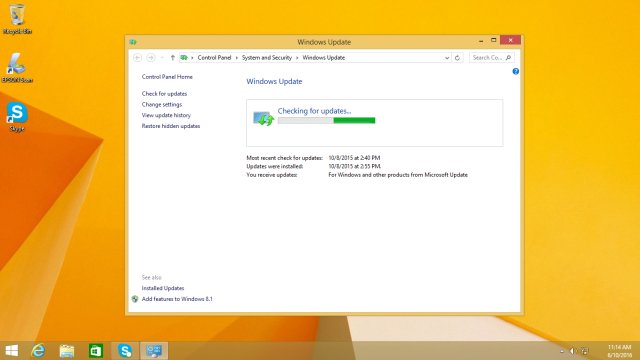 Windows Update
Control Panel
System and Security
Windows Update
Search Co...
Recycle Bin
EPSON Scan
Skype
Control Panel Home
Check for updates
Change settings
View update history
Restore hidden updates
Windows Update
Checking for updates...
Most recent check for updates: 10/8/2015 at 2:40 PM
Updates were installed: 10/8/2015 at 2:55 PM.
You receive updates: For Windows and other products from Microsoft Update
See also
Installed Updates
Add features to Windows 8.1
11:14 AM
6/10/2016